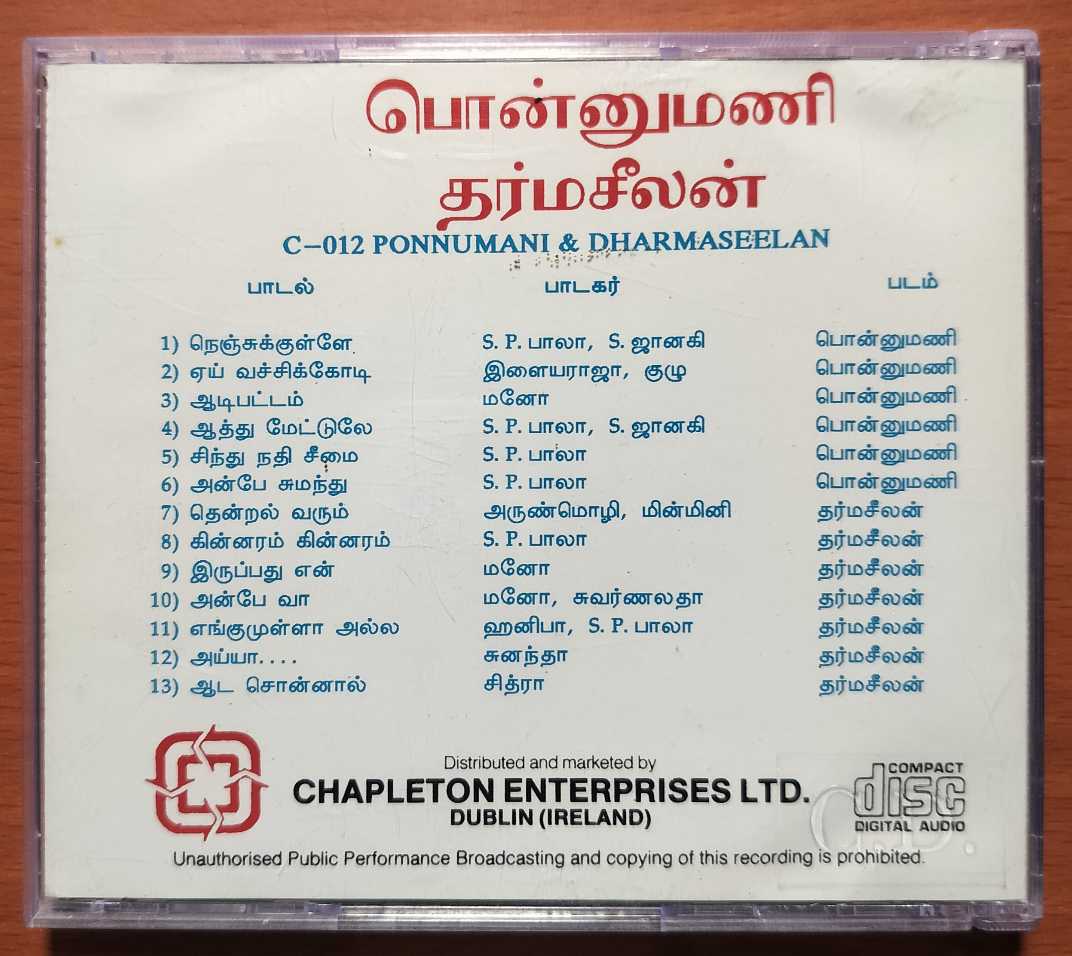 பொன்னுமணி
தர்மசீலன்
C-012 PONNUMANI & DHARMASEELAN
பாடல் பாடகர் படம்
1) நெஞ்சுக்குள்ளே S. P. பாலா, S. ஜானகி பொன்னுமணி
2) ஏய் வச்சிக்கோடி இளையராஜா, குழு பொன்னுமணி
3) ஆடிபட்டம் மனோ பொன்னுமணி
4) ஆத்து மேட்டுலே S. P. பாலா, S. ஜானகி பொன்னுமணி
5) சிந்து நதி சீமை S. P. பாலா பொன்னுமணி
6) அன்பே சுமந்து S. P. பாலா பொன்னுமணி
7) தென்றல் வரும் அருண்மொழி, மின்மினி தர்மசீலன்
8) கின்னரம் கின்னரம் S. P. பாலா தர்மசீலன்
9) இருப்பது என் மனோ தர்மசீலன்
10) அன்பே வா மனோ, சுவர்ணலதா தர்மசீலன்
11) எங்குமுள்ளா அல்ல ஹனிபா, S. P. பாலா தர்மசீலன்
12) அய்யா.... சுனந்தா தர்மசீலன்
13) ஆட சொன்னால் சித்ரா தர்மசீலன்
Distributed and marketed by
CHAPLETON ENTERPRISES LTD.
DUBLIN (IRELAND)
COMPACT
disc
DIGITAL AUDIO
C.D.
Unauthorised Public Performance Broadcasting and copying of this recording is prohibited.